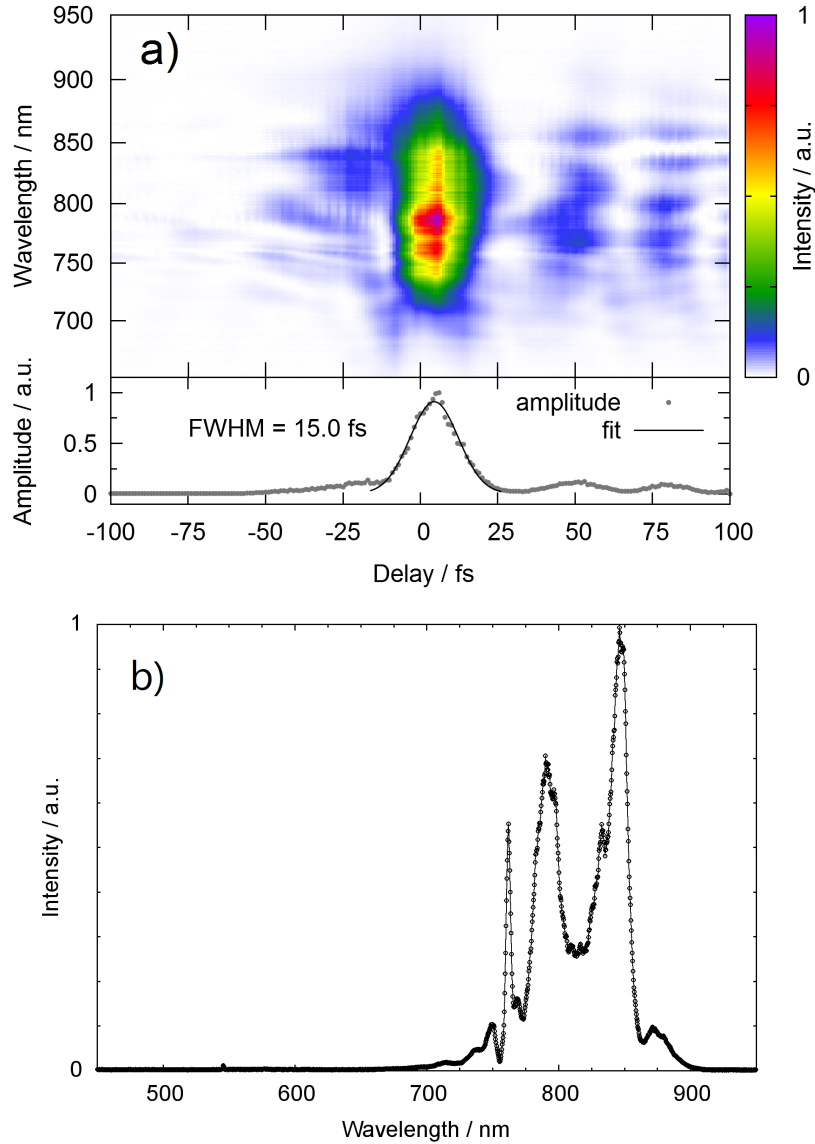 a)
950
900
850
800
750
700
Wavelength / nm
1
0
Intensity / a.u.
1
0.5
0
Amplitude / a.u.
FWHM = 15.0 fs
amplitude
fit
-100 -75 -50 -25 0 25 50 75 100
Delay / fs
b)
1
0
Intensity / a.u.
500 600 700 800 900
Wavelength / nm